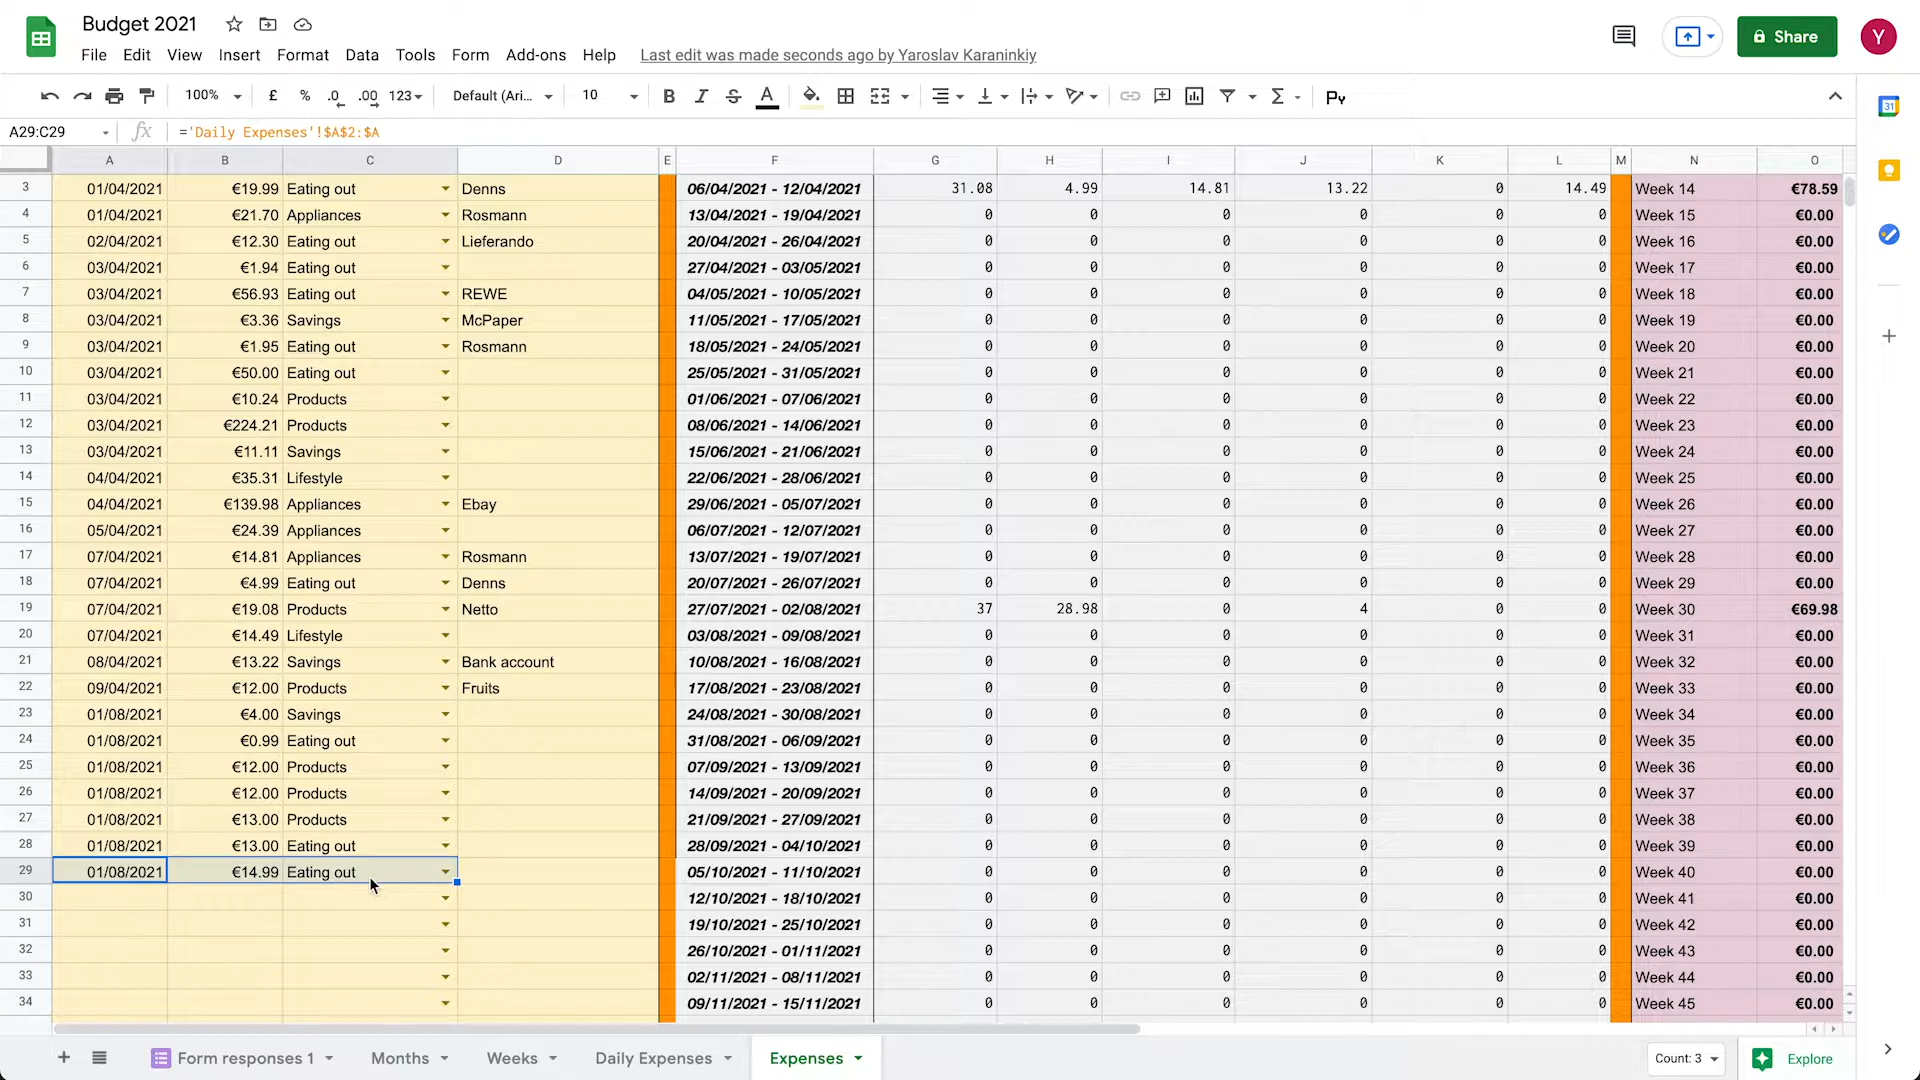 Budget 2021
File Edit View Insert Format Data Tools Form Add-ons Help Last edit was made seconds ago by Yaroslav Karaninkiy
Share
Y
100% £ % .0 .00 123 Default (Ari... 10 B I S A Σ Py
31
A29:C29 fx ='Daily Expenses'!$A$2:$A
A B C D E F G H I J K L M N O
3 01/04/2021 €19.99 Eating out Denns 06/04/2021 - 12/04/2021 31.08 4.99 14.81 13.22 0 14.49 Week 14 €78.59
4 01/04/2021 €21.70 Appliances Rosmann 13/04/2021 - 19/04/2021 0 0 0 0 0 0 Week 15 €0.00
5 02/04/2021 €12.30 Eating out Lieferando 20/04/2021 - 26/04/2021 0 0 0 0 0 0 Week 16 €0.00
6 03/04/2021 €1.94 Eating out 27/04/2021 - 03/05/2021 0 0 0 0 0 0 Week 17 €0.00
7 03/04/2021 €56.93 Eating out REWE 04/05/2021 - 10/05/2021 0 0 0 0 0 0 Week 18 €0.00
8 03/04/2021 €3.36 Savings McPaper 11/05/2021 - 17/05/2021 0 0 0 0 0 0 Week 19 €0.00
9 03/04/2021 €1.95 Eating out Rosmann 18/05/2021 - 24/05/2021 0 0 0 0 0 0 Week 20 €0.00
10 03/04/2021 €50.00 Eating out 25/05/2021 - 31/05/2021 0 0 0 0 0 0 Week 21 €0.00
11 03/04/2021 €10.24 Products 01/06/2021 - 07/06/2021 0 0 0 0 0 0 Week 22 €0.00
12 03/04/2021 €224.21 Products 08/06/2021 - 14/06/2021 0 0 0 0 0 0 Week 23 €0.00
13 03/04/2021 €11.11 Savings 15/06/2021 - 21/06/2021 0 0 0 0 0 0 Week 24 €0.00
14 04/04/2021 €35.31 Lifestyle 22/06/2021 - 28/06/2021 0 0 0 0 0 0 Week 25 €0.00
15 04/04/2021 €139.98 Appliances Ebay 29/06/2021 - 05/07/2021 0 0 0 0 0 0 Week 26 €0.00
16 05/04/2021 €24.39 Appliances 06/07/2021 - 12/07/2021 0 0 0 0 0 0 Week 27 €0.00
17 07/04/2021 €14.81 Appliances Rosmann 13/07/2021 - 19/07/2021 0 0 0 0 0 0 Week 28 €0.00
18 07/04/2021 €4.99 Eating out Denns 20/07/2021 - 26/07/2021 0 0 0 0 0 0 Week 29 €0.00
19 07/04/2021 €19.08 Products Netto 27/07/2021 - 02/08/2021 37 28.98 0 4 0 0 Week 30 €69.98
20 07/04/2021 €14.49 Lifestyle 03/08/2021 - 09/08/2021 0 0 0 0 0 0 Week 31 €0.00
21 08/04/2021 €13.22 Savings Bank account 10/08/2021 - 16/08/2021 0 0 0 0 0 0 Week 32 €0.00
22 09/04/2021 €12.00 Products Fruits 17/08/2021 - 23/08/2021 0 0 0 0 0 0 Week 33 €0.00
23 01/08/2021 €4.00 Savings 24/08/2021 - 30/08/2021 0 0 0 0 0 0 Week 34 €0.00
24 01/08/2021 €0.99 Eating out 31/08/2021 - 06/09/2021 0 0 0 0 0 0 Week 35 €0.00
25 01/08/2021 €12.00 Products 07/09/2021 - 13/09/2021 0 0 0 0 0 0 Week 36 €0.00
26 01/08/2021 €12.00 Products 14/09/2021 - 20/09/2021 0 0 0 0 0 0 Week 37 €0.00
27 01/08/2021 €13.00 Products 21/09/2021 - 27/09/2021 0 0 0 0 0 0 Week 38 €0.00
28 01/08/2021 €13.00 Eating out 28/09/2021 - 04/10/2021 0 0 0 0 0 0 Week 39 €0.00
29 01/08/2021 €14.99 Eating out 05/10/2021 - 11/10/2021 0 0 0 0 0 0 Week 40 €0.00
30 12/10/2021 - 18/10/2021 0 0 0 0 0 0 Week 41 €0.00
31 19/10/2021 - 25/10/2021 0 0 0 0 0 0 Week 42 €0.00
32 26/10/2021 - 01/11/2021 0 0 0 0 0 0 Week 43 €0.00
33 02/11/2021 - 08/11/2021 0 0 0 0 0 0 Week 44 €0.00
34 09/11/2021 - 15/11/2021 0 0 0 0 0 0 Week 45 €0.00
Form responses 1 Months Weeks Daily Expenses Expenses Count: 3 Explore